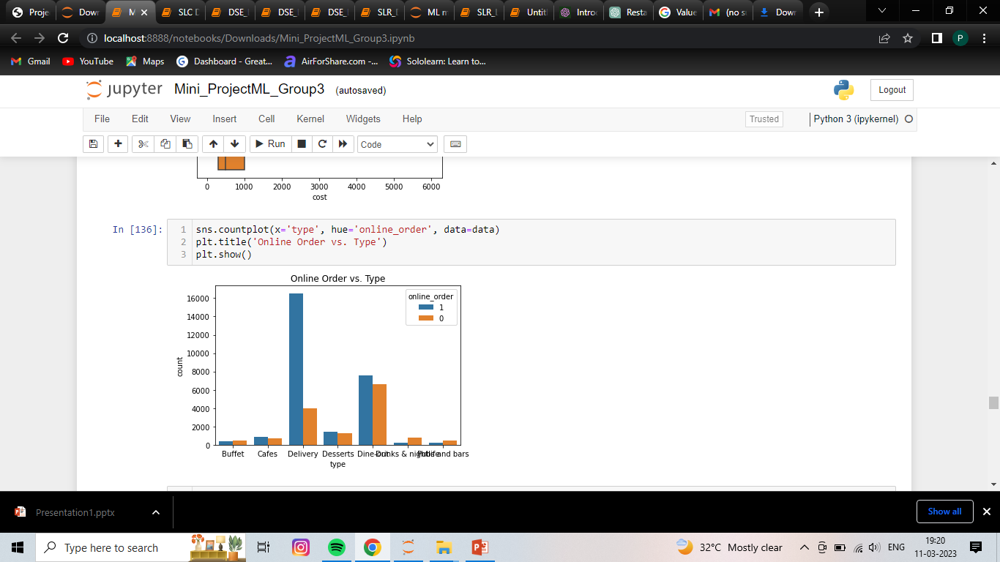 Proje Down M SLC D DSE_ DSE_ DSE_ SLR_D ML m SLR_L Untit Introd Resta Value (no s Down
localhost:8888/notebooks/Downloads/Mini_ProjectML_Group3.ipynb P
Gmail YouTube Maps Dashboard - Great... AirForShare.com -... Sololearn: Learn to...
jupyter Mini_ProjectML_Group3 (autosaved) Logout
File Edit View Insert Cell Kernel Widgets Help Trusted Python 3 (ipykernel)
Run Code
0 1000 2000 3000 4000 5000 6000
cost
In [136]: 1 sns.countplot(x='type', hue='online_order', data=data)
2 plt.title('Online Order vs. Type')
3 plt.show()
Online Order vs. Type
online_order
1
0
16000
14000
12000
10000
8000
6000
4000
2000
0
count
Buffet Cafes Delivery Desserts Dine-out Drinks & nightlife Pubs and bars
type
Presentation1.pptx Show all
Type here to search 32°C Mostly clear ENG 19:20
11-03-2023